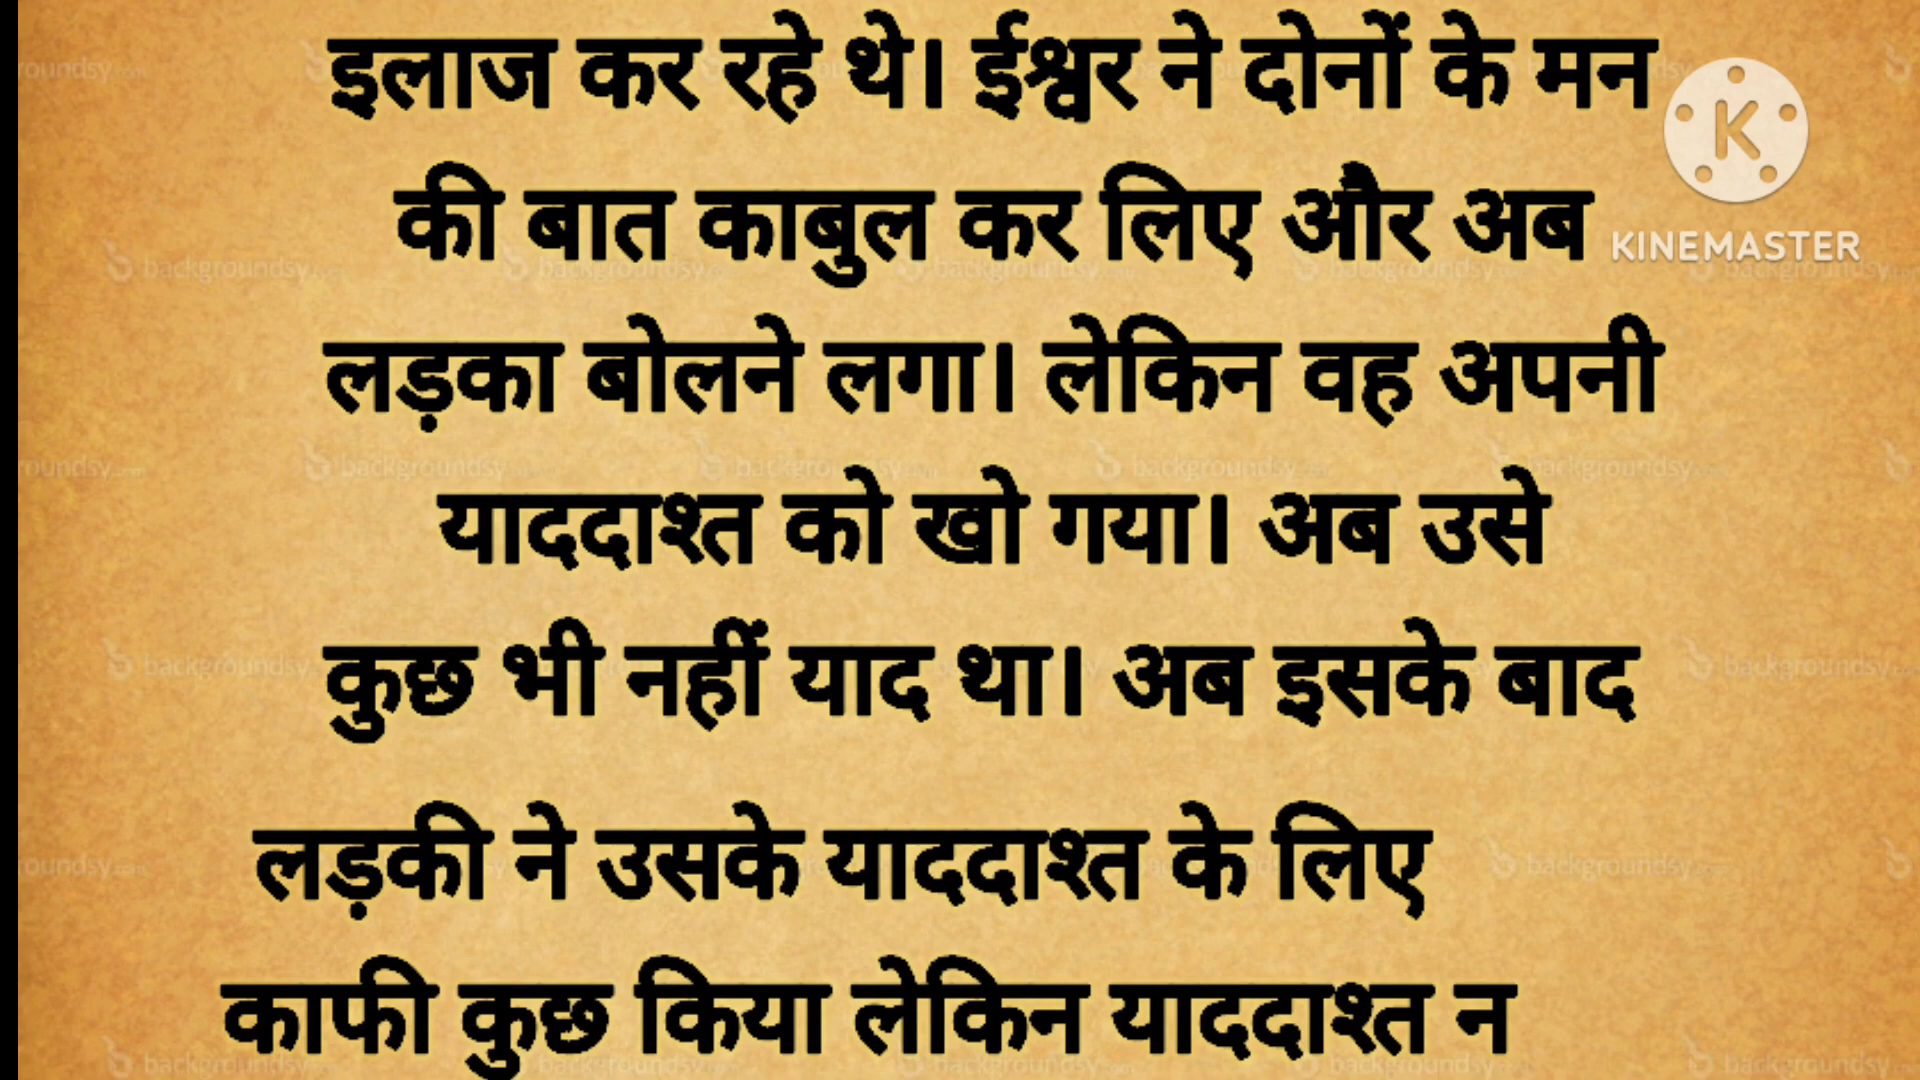 इलाज कर रहे थे। ईश्वर ने दोनों के मन
की बात काबुल कर लिए और अब
लड़का बोलने लगा। लेकिन वह अपनी
याददाश्त को खो गया। अब उसे
कुछ भी नहीं याद था। अब इसके बाद
लड़की ने उसके याददाश्त के लिए
काफी कुछ किया लेकिन याददाश्त न
K
KINEMASTER